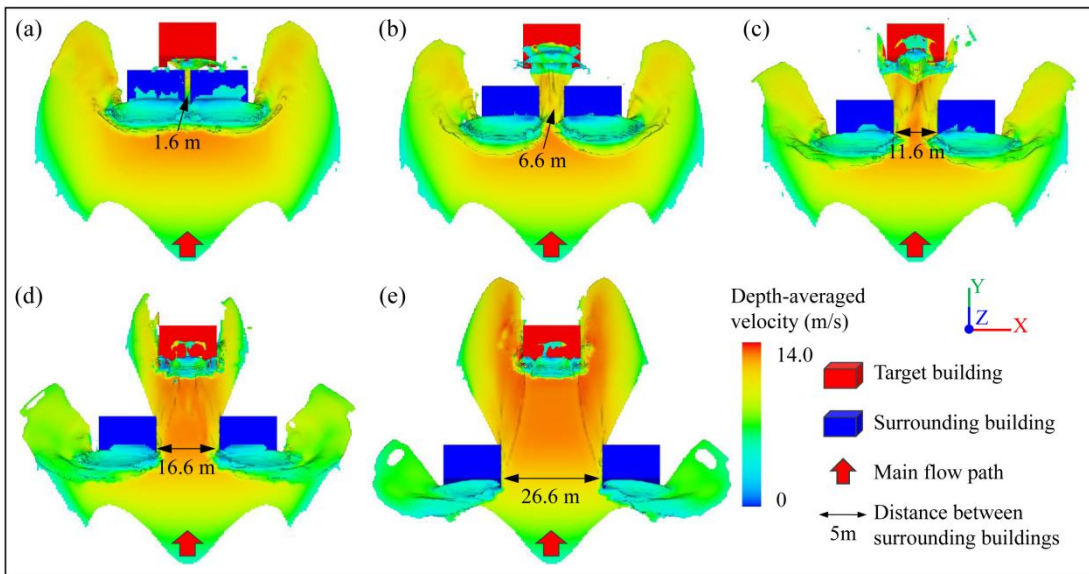 (a)
1.6 m
(b)
6.6 m
(c)
11.6 m
(d)
16.6 m
(e)
26.6 m
Depth-averaged
velocity (m/s)
14.0
0
Y
Z
X
Target building
Surrounding building
Main flow path
Distance between
5m
surrounding buildings